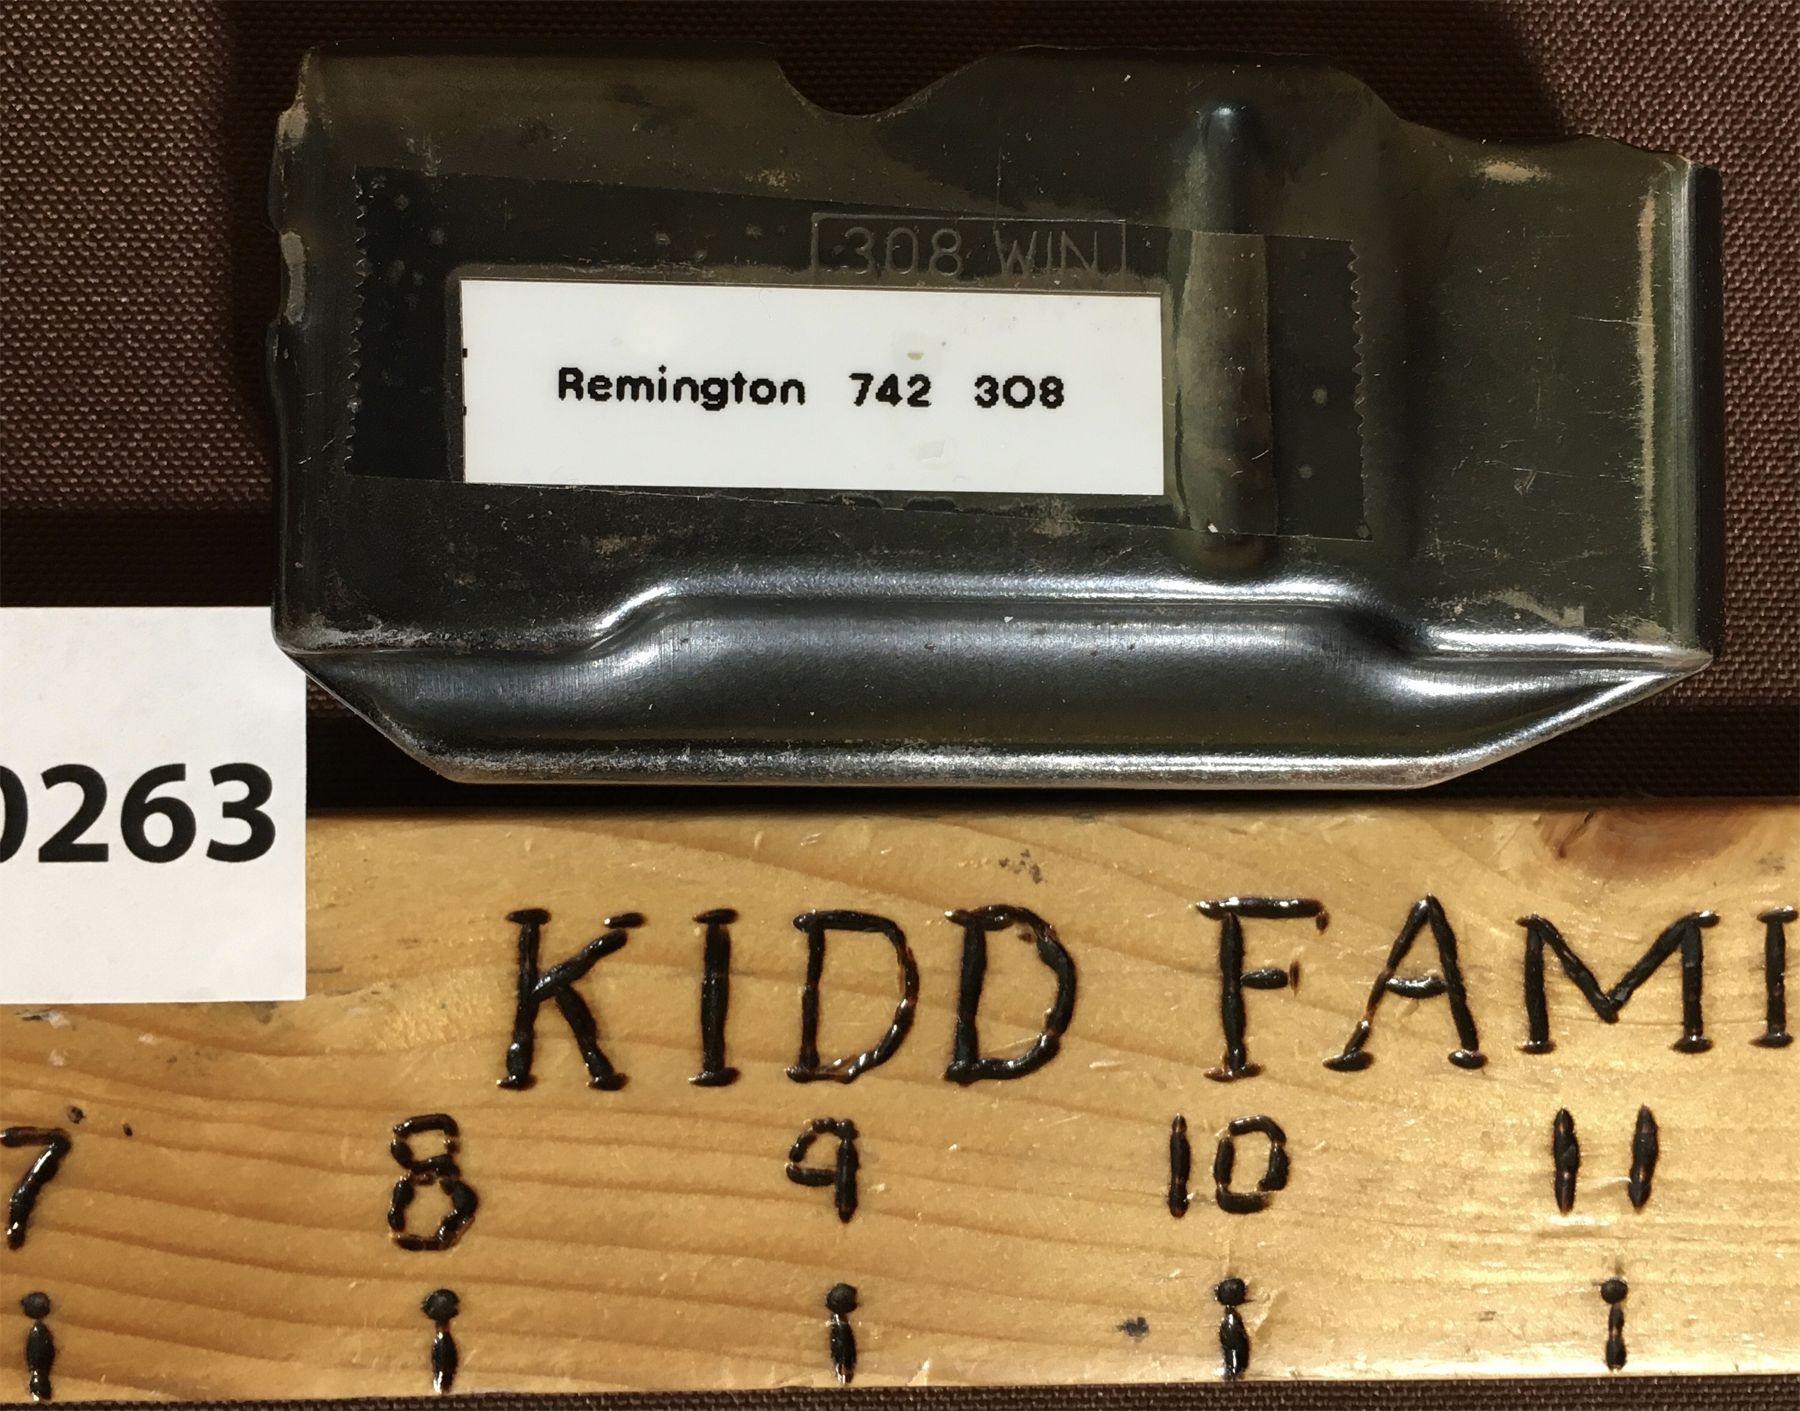 308 WIN
Remington 742 308
0263
KIDD FAMI
7 8 9 10 11